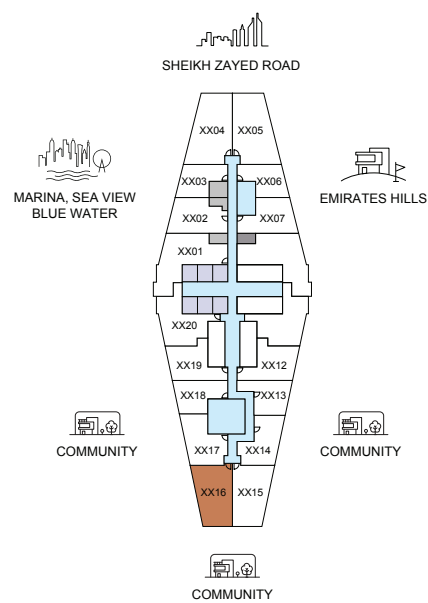 SHEIKH ZAYED ROAD
XX04 XX05
XX03 XX06
MARINA, SEA VIEW
BLUE WATER
EMIRATES HILLS
XX02 XX07
XX01
XX20
XX19 XX12
XX18 XX13
COMMUNITY
COMMUNITY
XX17 XX14
XX16 XX15
COMMUNITY